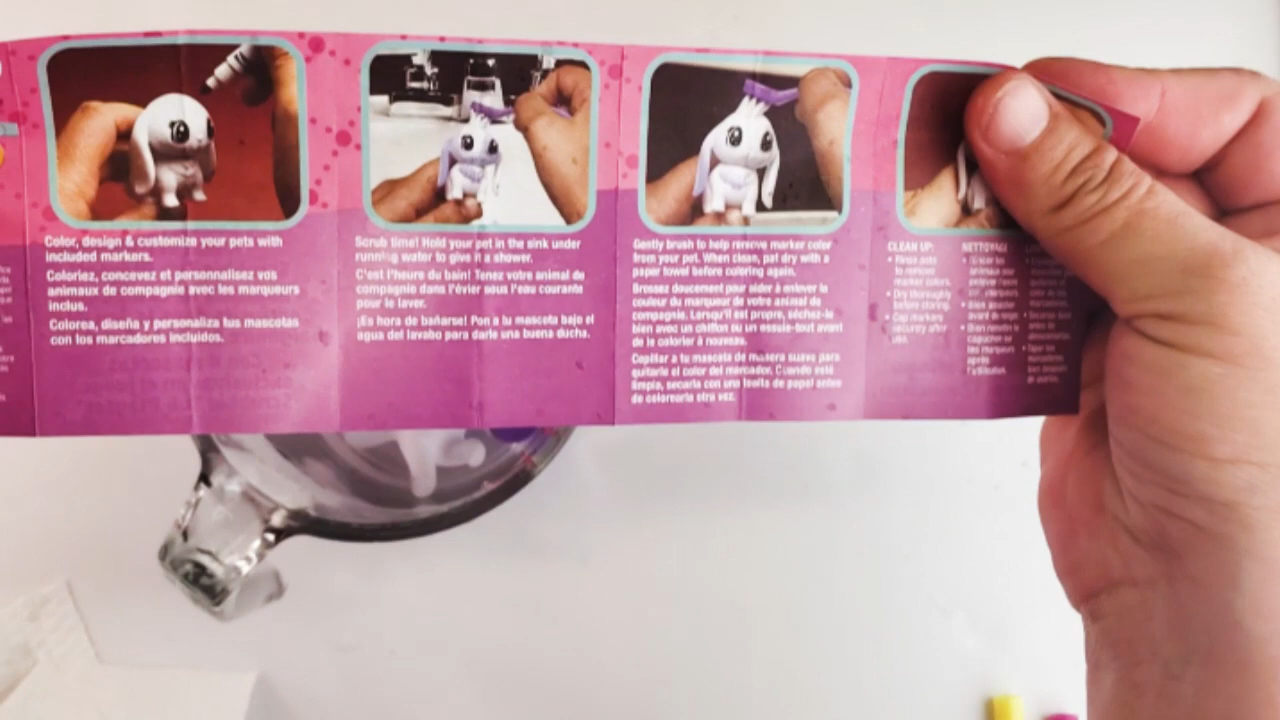 Color, design & customize your pets with
included markers.
Coloriez, concevez et personnalisez vos
animaux de compagnie avec les marqueurs
inclus.
Colorea, diseña y personaliza tus mascotas
con los marcadores incluidos.
Scrub time! Hold your pet in the sink under
running water to give it a shower.
C'est l'heure du bain! Tenez votre animal de
compagnie dans l'évier sous l'eau courante
pour le laver.
¡Es hora de bañarse! Pon a tu mascota bajo el
agua del lavabo para darle una buena ducha.
Gently brush to help remove marker color
from your pet. When clean, pat dry with a
paper towel before coloring again.
Brossez doucement pour aider à enlever la
couleur du marqueur de votre animal de
compagnie. Lorsqu'il est propre, séchez-le
bien avec un chiffon ou un essuie-tout avant
de le colorier à nouveau.
Cepillar a tu mascota de manera suave para
quitarle el color del marcador. Cuando esté
limpia, secarla con una toalla de papel antes
de colorearla otra vez.
CLEAN UP:
• Rinse pets
to remove
marker colors.
• Dry thoroughly
before storing.
• Cap markers
securely after
use.
NETTOYAGE
les marqueurs
après
l'utilisation.